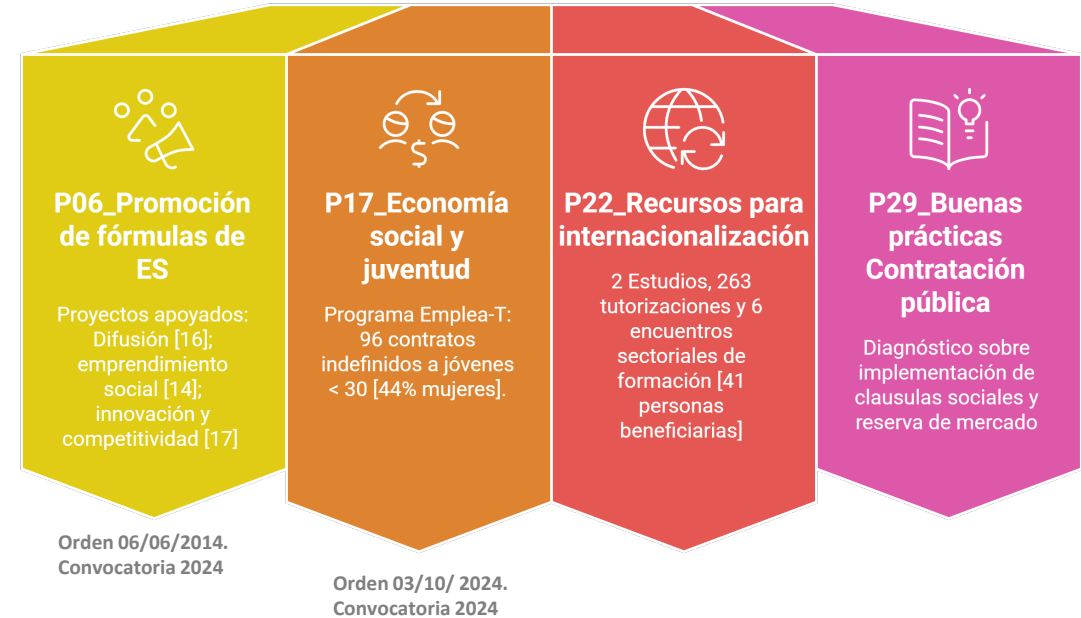 P06_Promoción
de fórmulas de
ES
Proyectos apoyados:
Difusión [16];
emprendimiento
social [14];
innovación y
competitividad [17]
P17_Economía
social y
juventud
Programa Emplea-T:
96 contratos
indefinidos a jóvenes
< 30 [44% mujeres].
P22_Recursos para
internacionalización
2 Estudios, 263
tutorizaciones y 6
encuentros
sectoriales de
formación [41
personas
beneficiarias]
P29_Buenas
prácticas
Contratación
pública
Diagnóstico sobre
implementación de
clausulas sociales y
reserva de mercado
Orden 06/06/2014.
Convocatoria 2024
Orden 03/10/ 2024.
Convocatoria 2024